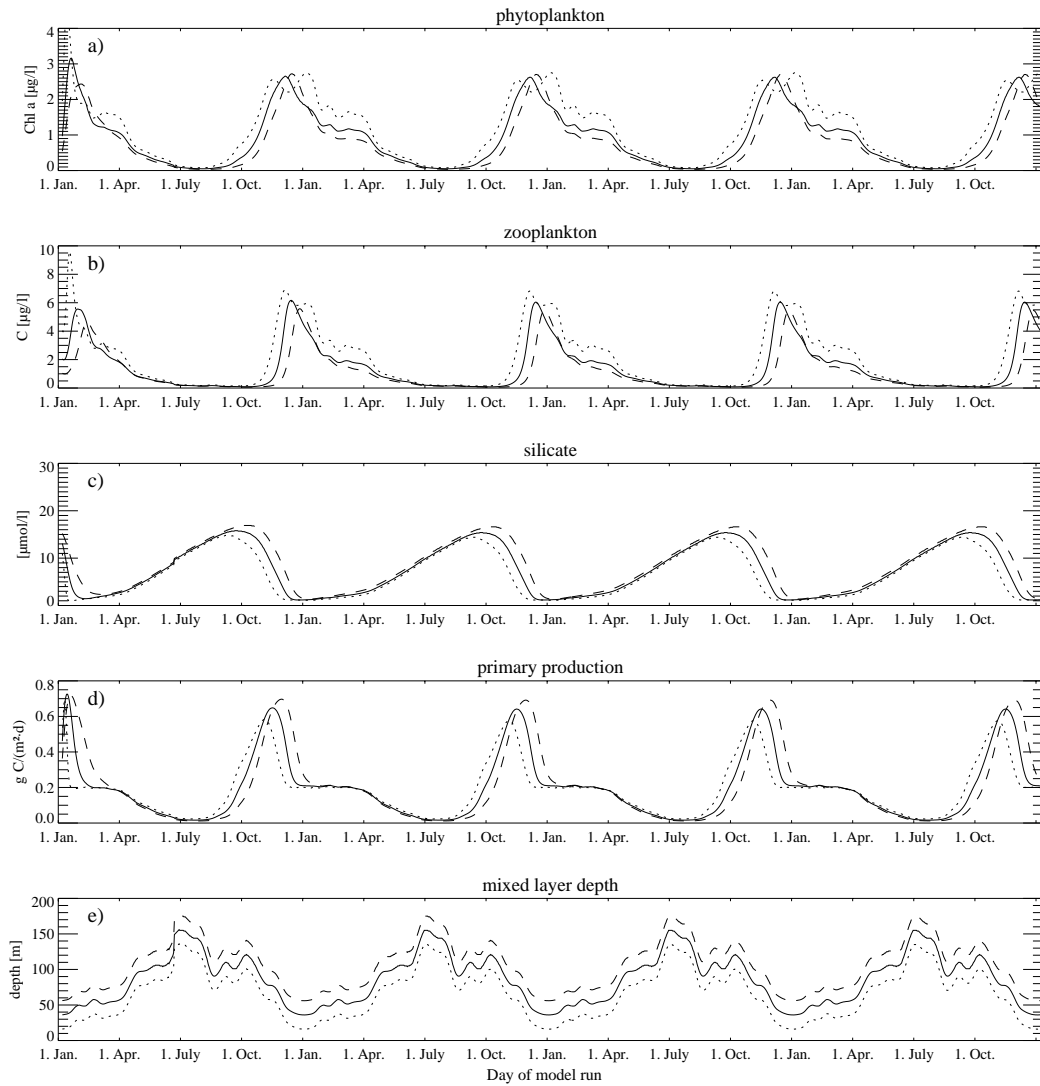 phytoplankton
a)
Chl a [µg/l]
4
3
2
1
0
1. Jan. 1. Apr. 1. July 1. Oct. 1. Jan. 1. Apr. 1. July 1. Oct. 1. Jan. 1. Apr. 1. July 1. Oct. 1. Jan. 1. Apr. 1. July 1. Oct.
zooplankton
b)
C [µg/l]
10
8
6
4
2
0
1. Jan. 1. Apr. 1. July 1. Oct. 1. Jan. 1. Apr. 1. July 1. Oct. 1. Jan. 1. Apr. 1. July 1. Oct. 1. Jan. 1. Apr. 1. July 1. Oct.
silicate
c)
[µmol/l]
30
20
10
0
1. Jan. 1. Apr. 1. July 1. Oct. 1. Jan. 1. Apr. 1. July 1. Oct. 1. Jan. 1. Apr. 1. July 1. Oct. 1. Jan. 1. Apr. 1. July 1. Oct.
primary production
d)
g C/(m²·d)
0.8
0.6
0.4
0.2
0.0
1. Jan. 1. Apr. 1. July 1. Oct. 1. Jan. 1. Apr. 1. July 1. Oct. 1. Jan. 1. Apr. 1. July 1. Oct. 1. Jan. 1. Apr. 1. July 1. Oct.
mixed layer depth
e)
depth [m]
200
150
100
50
0
1. Jan. 1. Apr. 1. July 1. Oct. 1. Jan. 1. Apr. 1. July 1. Oct. 1. Jan. 1. Apr. 1. July 1. Oct. 1. Jan. 1. Apr. 1. July 1. Oct.
Day of model run